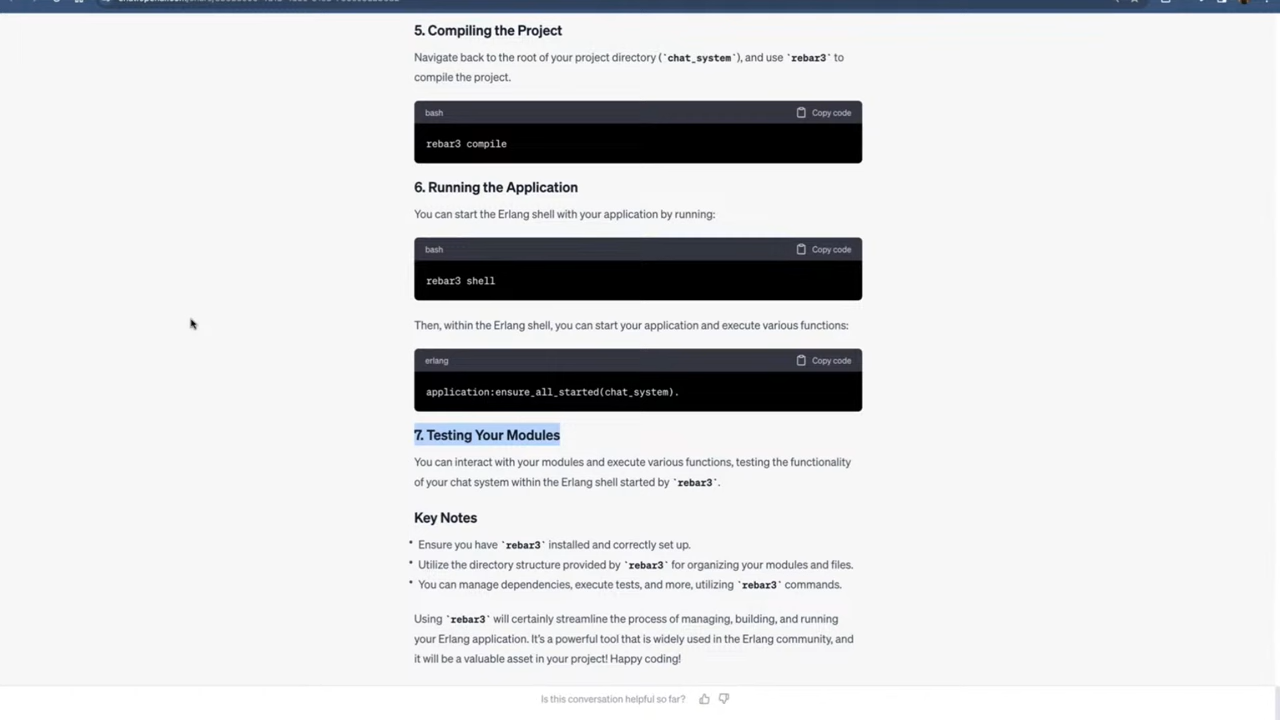 5. Compiling the Project
Navigate back to the root of your project directory (`chat_system`), and use `rebar3` to
compile the project.
bash
Copy code
rebar3 compile
6. Running the Application
You can start the Erlang shell with your application by running:
bash
Copy code
rebar3 shell
Then, within the Erlang shell, you can start your application and execute various functions:
erlang
Copy code
application:ensure_all_started(chat_system).
7. Testing Your Modules
You can interact with your modules and execute various functions, testing the functionality
of your chat system within the Erlang shell started by `rebar3`.
Key Notes
• Ensure you have `rebar3` installed and correctly set up.
• Utilize the directory structure provided by `rebar3` for organizing your modules and files.
• You can manage dependencies, execute tests, and more, utilizing `rebar3` commands.
Using `rebar3` will certainly streamline the process of managing, building, and running
your Erlang application. It's a powerful tool that is widely used in the Erlang community, and
it will be a valuable asset in your project! Happy coding!
Is this conversation helpful so far?